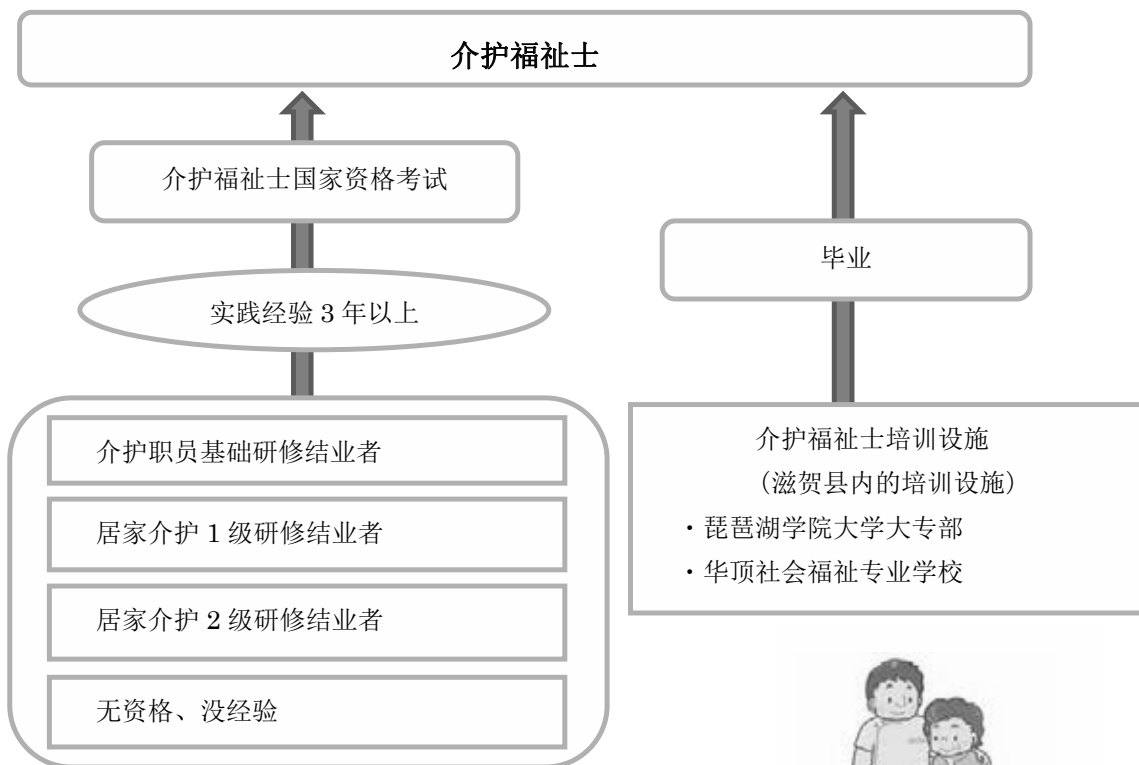 介护福祉士
介护福祉士国家资格考试
实践经验 3 年以上
介护职员基础研修结业者
居家介护 1 级研修结业者
居家介护 2 级研修结业者
无资格、没经验
毕业
介护福祉士培训设施
（滋贺县内的培训设施）
・琵琶湖学院大学大专部
・华顶社会福祉专业学校